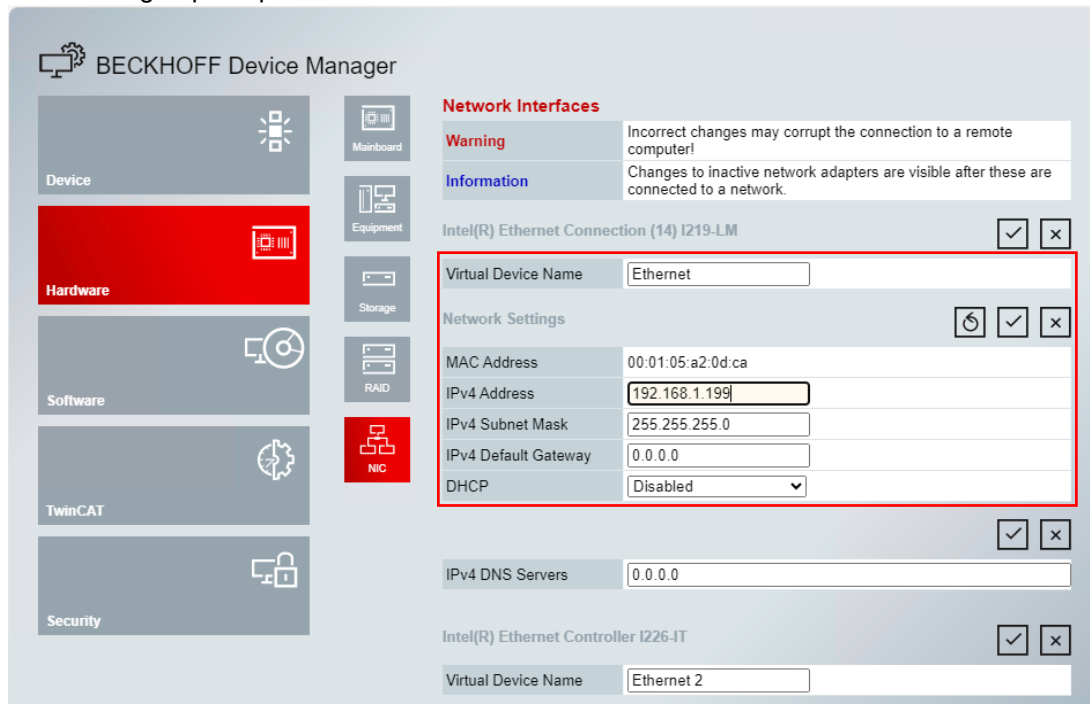 BECKHOFF Device Manager
Device
Hardware
Software
TwinCAT
Security
Mainboard
Equipment
Storage
RAID
NIC
Network Interfaces
Warning Incorrect changes may corrupt the connection to a remote
computer!
Information Changes to inactive network adapters are visible after these are
connected to a network.
Intel(R) Ethernet Connection (14) I219-LM
Virtual Device Name Ethernet
Network Settings
MAC Address 00:01:05:a2:0d:ca
IPv4 Address 192.168.1.199
IPv4 Subnet Mask 255.255.255.0
IPv4 Default Gateway 0.0.0.0
DHCP Disabled
IPv4 DNS Servers 0.0.0.0
Intel(R) Ethernet Controller I226-IT
Virtual Device Name Ethernet 2